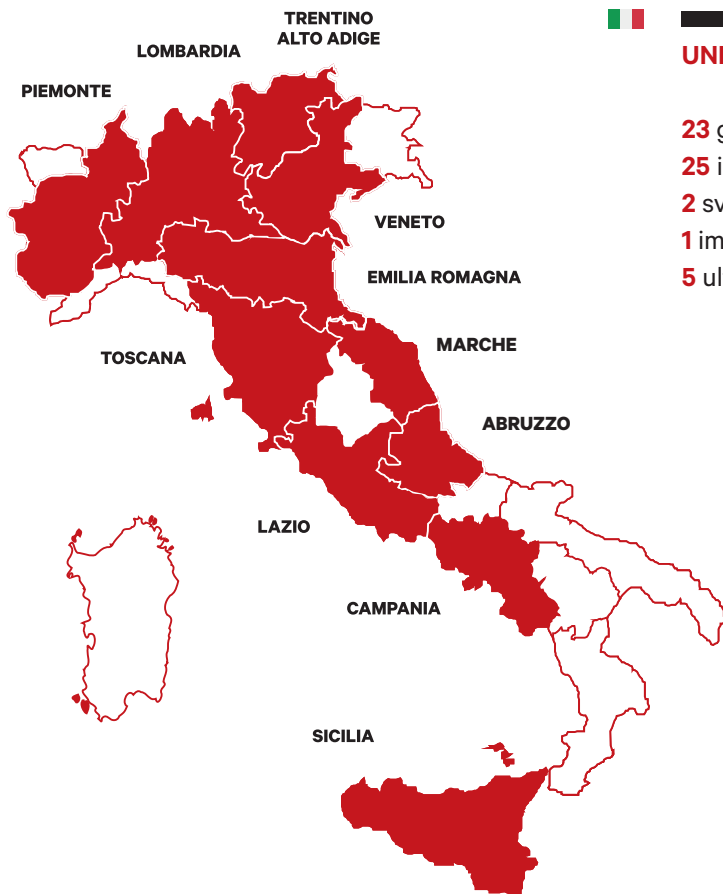 TRENTINO
ALTO ADIGE
LOMBARDIA
PIEMONTE
VENETO
EMILIA ROMAGNA
MARCHE
TOSCANA
ABRUZZO
LAZIO
CAMPANIA
SICILIA
23
25
2
1
5